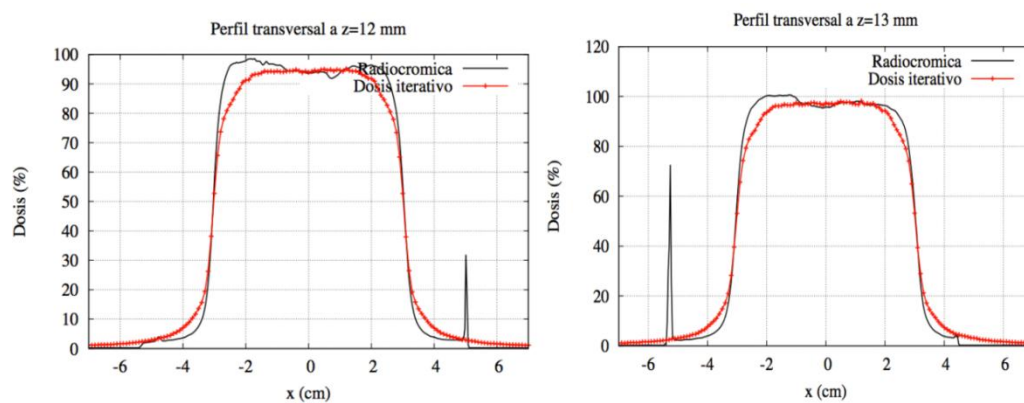 Perfil transversal a z=12 mm
100
90
80
70
60
50
40
30
20
10
0
Dosis (%)
Radiocromica
Dosis iterativo
-6 -4 -2 0 2 4 6
x (cm)
Perfil transversal a z=13 mm
120
100
80
60
40
20
0
Dosis (%)
Radiocromica
Dosis iterativo
-6 -4 -2 0 2 4 6
x (cm)